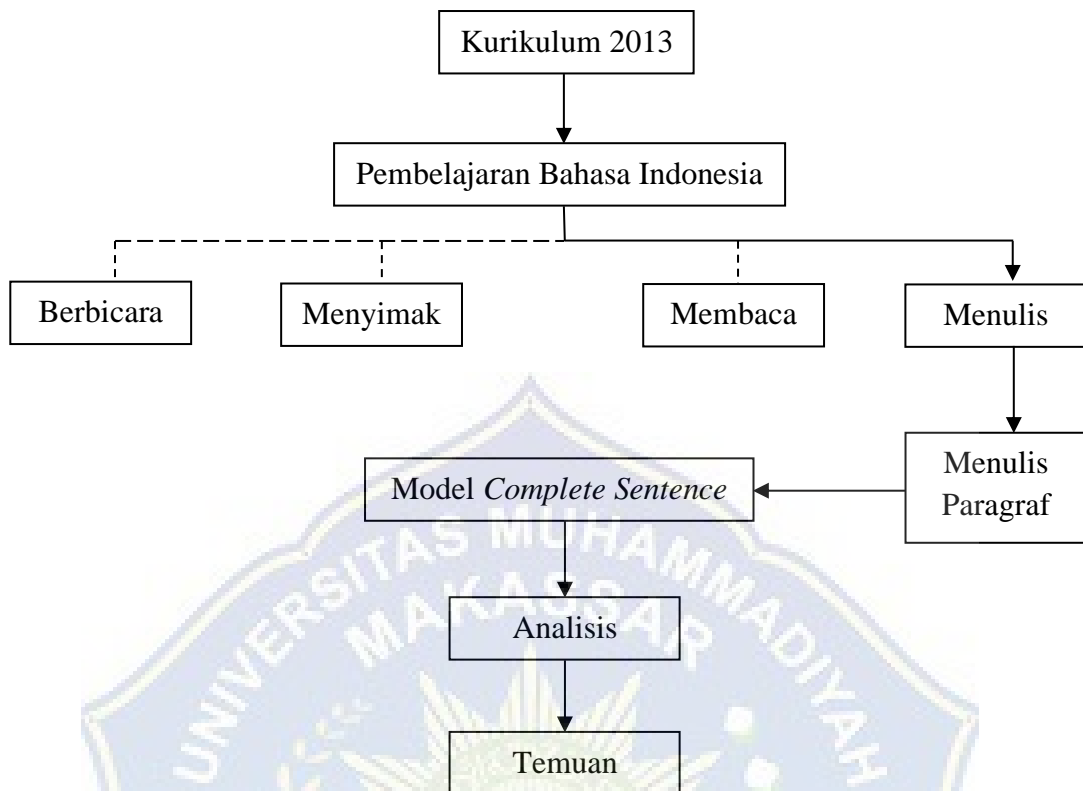 Kurikulum 2013
Pembelajaran Bahasa Indonesia
Berbicara
Menyimak
Membaca
Menulis
Menulis
Paragraf
Model Complete Sentence
Analisis
Temuan
UNIVERSITAS MUHAMMADIYAH
MAKASSAR